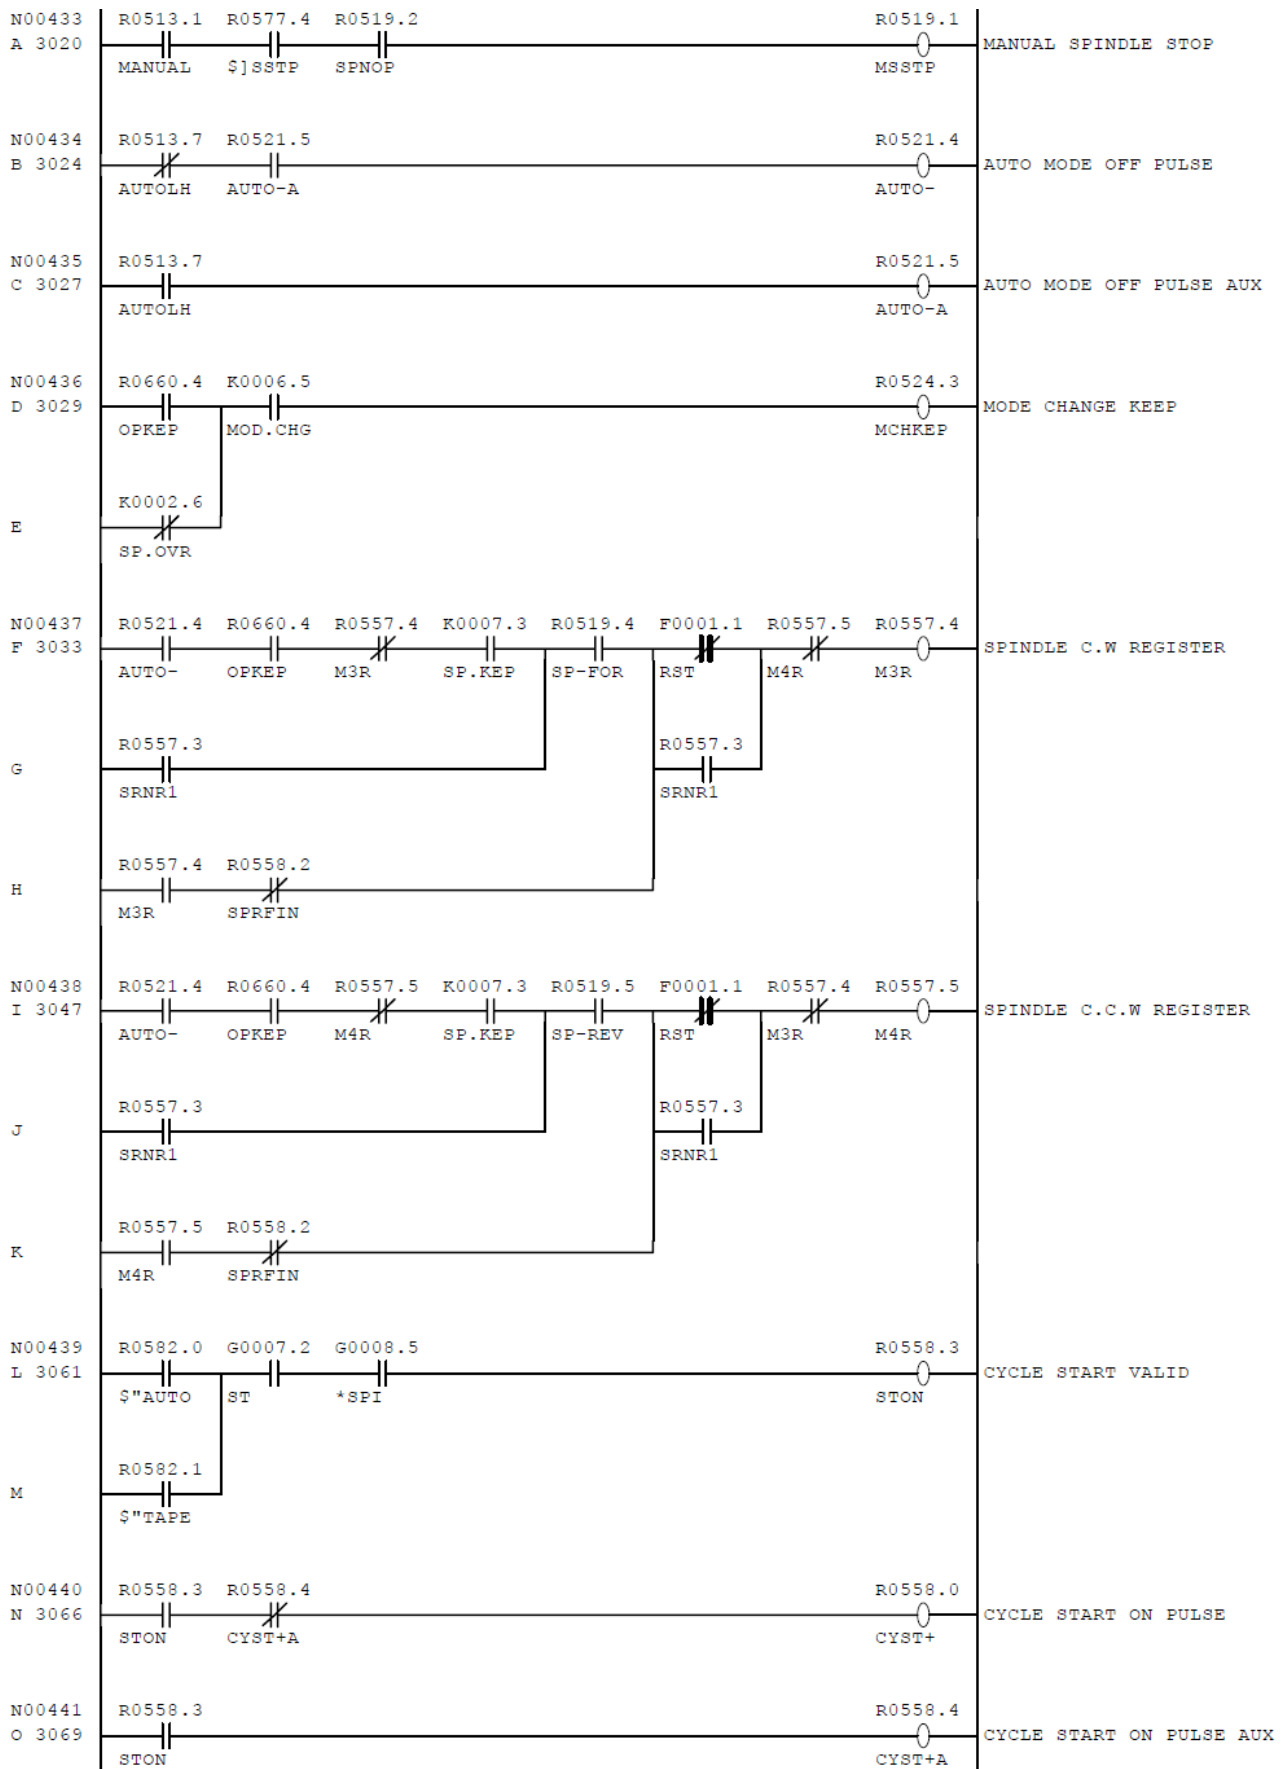 N00433 R0513.1 R0577.4 R0519.2 R0519.1
A 3020 MANUAL SPINDLE STOP
MANUAL $]SSTP SPNOP MSSTP
N00434 R0513.7 R0521.5 R0521.4
B 3024 AUTO MODE OFF PULSE
AUTOLH AUTO-A AUTO-
N00435 R0513.7 R0521.5
C 3027 AUTO MODE OFF PULSE AUX
AUTOLH AUTO-A
N00436 R0660.4 K0006.5 R0524.3
D 3029 MODE CHANGE KEEP
OPKEP MOD.CHG MCHKEP
K0002.6
E
SP.OVR
N00437 R0521.4 R0660.4 R0557.4 K0007.3 R0519.4 F0001.1 R0557.5 R0557.4
F 3033 SPINDLE C.W REGISTER
AUTO- OPKEP M3R SP.KEP SP-FOR RST M4R M3R
R0557.3 R0557.3
G
SRNR1 SRNR1
R0557.4 R0558.2
H
M3R SPRFIN
N00438 R0521.4 R0660.4 R0557.5 K0007.3 R0519.5 F0001.1 R0557.4 R0557.5
I 3047 SPINDLE C.C.W REGISTER
AUTO- OPKEP M4R SP.KEP SP-REV RST M3R M4R
R0557.3 R0557.3
J
SRNR1 SRNR1
R0557.5 R0558.2
K
M4R SPRFIN
N00439 R0582.0 G0007.2 G0008.5 R0558.3
L 3061 CYCLE START VALID
$"AUTO ST *SPI STON
R0582.1
M
$"TAPE
N00440 R0558.3 R0558.4 R0558.0
N 3066 CYCLE START ON PULSE
STON CYST+A CYST+
N00441 R0558.3 R0558.4
O 3069 CYCLE START ON PULSE AUX
STON CYST+A